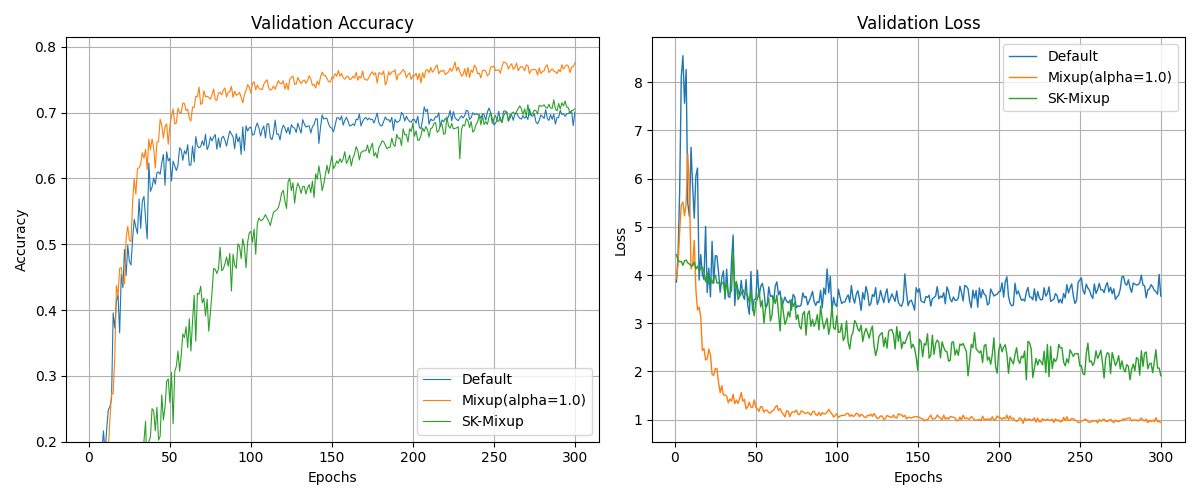 Validation Accuracy
0.8
0.7
0.6
0.5
0.4
0.3
0.2
Accuracy
0 50 100 150 200 250 300
Epochs
Default
Mixup(alpha=1.0)
SK-Mixup
Validation Loss
8
7
6
5
4
3
2
1
Loss
0 50 100 150 200 250 300
Epochs
Default
Mixup(alpha=1.0)
SK-Mixup